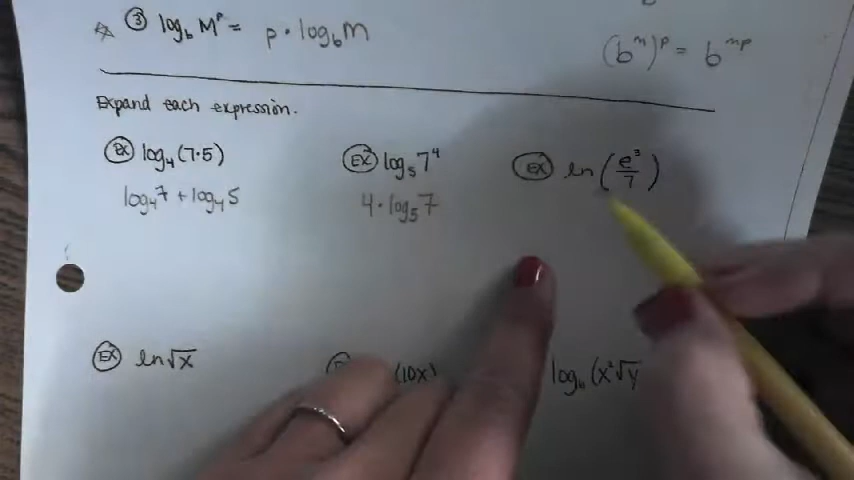 ☆ ③ log_b M^p = p · log_b M
(b^m)^p = b^mp
Expand each expression.
EX log_4 (7·5)
log_4 7 + log_4 5
EX log_5 7^4
4 · log_5 7
EX ln (e^3/7)
EX ln √x
(10x)
(x^2 √y